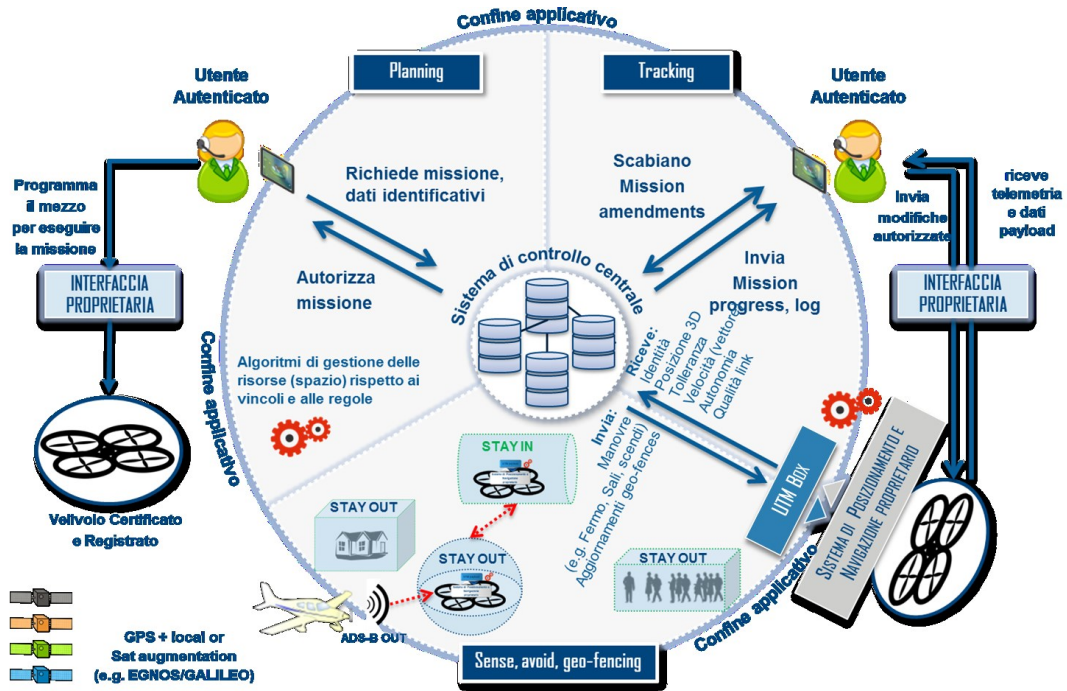 Confine applicativo
Planning
Tracking
Utente
Autenticato
Utente
Autenticato
Programma
il mezzo
per eseguire
la missione
Richiede missione,
dati identificativi
Autorizza
missione
Scabiano
Mission
amendments
Invia
Mission
progress, log
Invia
modifiche
autorizzate
riceve
telemetria
e dati
payload
INTERFACCIA
PROPRIETARIA
INTERFACCIA
PROPRIETARIA
Sistema di controllo centrale
Algoritmi di gestione delle
risorse (spazio) rispetto ai
vincoli e alle regole
Confine applicativo
Riceve:
Identità
Posizione 3D
Tolleranza
Velocità (vettore)
Autonomia
Qualità link
Invia:
Manovre
(e.g. Fermo, Sali, scendi)
Aggiornamenti geo-fences
UTM BOX
SISTEMA DI POSIZIONAMENTO E
NAVIGAZIONE PROPRIETARIO
Velivolo Certificato
e Registrato
STAY IN
STAY OUT
STAY OUT
STAY OUT
ADS-B OUT
Confine applicativo
GPS + local or
Sat augmentation
(e.g. EGNOS/GALILEO)
Sense, avoid, geo-fencing